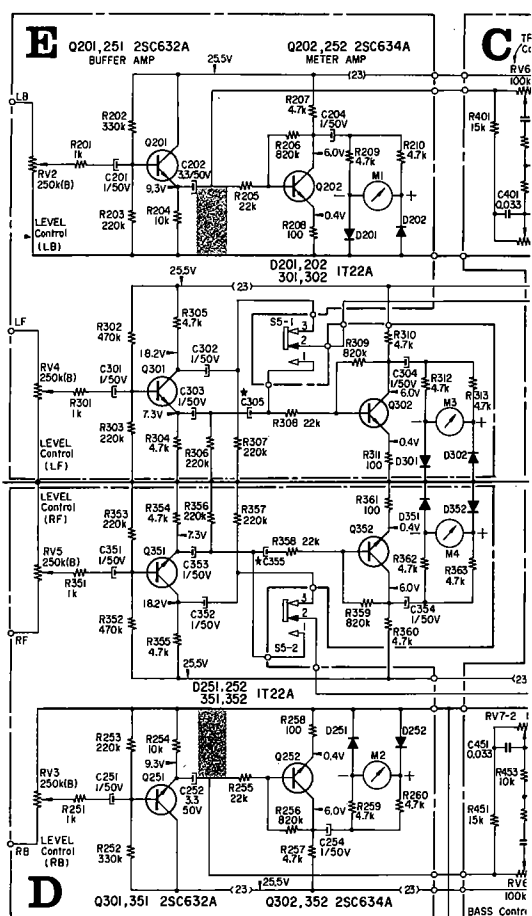 E
C
Q201,251 2SC632A
BUFFER AMP
Q202,252 2SC634A
METER AMP
25.5V
(23)
RV6
100k
LB
R202
330k
R207
4.7k
C204
1/50V
R201
1k
Q201
C202
3.3/50V
R206
820k
6.0V
R209
4.7k
R210
4.7k
R401
15k
RV2
250k(B)
C201
1/50V
9.3V
R205
22k
Q202
0.4V
M1
C401
0.033
LEVEL
Control
(LB)
R203
220k
R204
10k
R208
100
D201
D202
D201,202
301,302 1T22A
25.5V
(23)
LF
R302
470k
R305
4.7k
S5-1
3
2
1
R310
4.7k
18.2V
C302
1/50V
R309
820k
C304
1/50V
R312
4.7k
R313
4.7k
RV4
250k(B)
C301
1/50V
Q301
C303
1/50V
★
C305
6.0V
M3
R301
1k
7.3V
R308 22k
Q302
0.4V
LEVEL
Control
(LF)
R303
220k
R304
4.7k
R306
220k
R307
220k
R311
100
D301
D302
LEVEL
Control
(RF)
R353
220k
R354
4.7k
R356
220k
R357
220k
R361
100
D351
D352
7.3V
0.4V
RV5
250k(B)
C351
1/50V
Q351
C353
1/50V
R358 22k
★C355
Q352
R362
4.7k
M4
R363
4.7k
R351
1k
18.2V
C352
1/50V
3
2
6.0V
R359
820k
C354
1/50V
R352
470k
R355
4.7k
S5-2
R360
4.7k
RF
25.5V
(23
D251,252
351,352 1T22A
R253
220k
R254
10k
R258
100
D251
D252
RV7-2
9.3V
0.4V
C451
0.033
R453
10k
RV3
250k(B)
C251
1/50V
Q251
C252
3.3
50V
R255
22k
Q252
M2
R251
1k
R256
820k
6.0V
R259
4.7k
R260
4.7k
R451
15k
LEVEL
Control
(RB)
R252
330k
R257
4.7k
C254
1/50V
RB
RV6
100k
(23)
25.5V
(23
D
Q301,351 2SC632A
Q302,352 2SC634A
BASS Contr